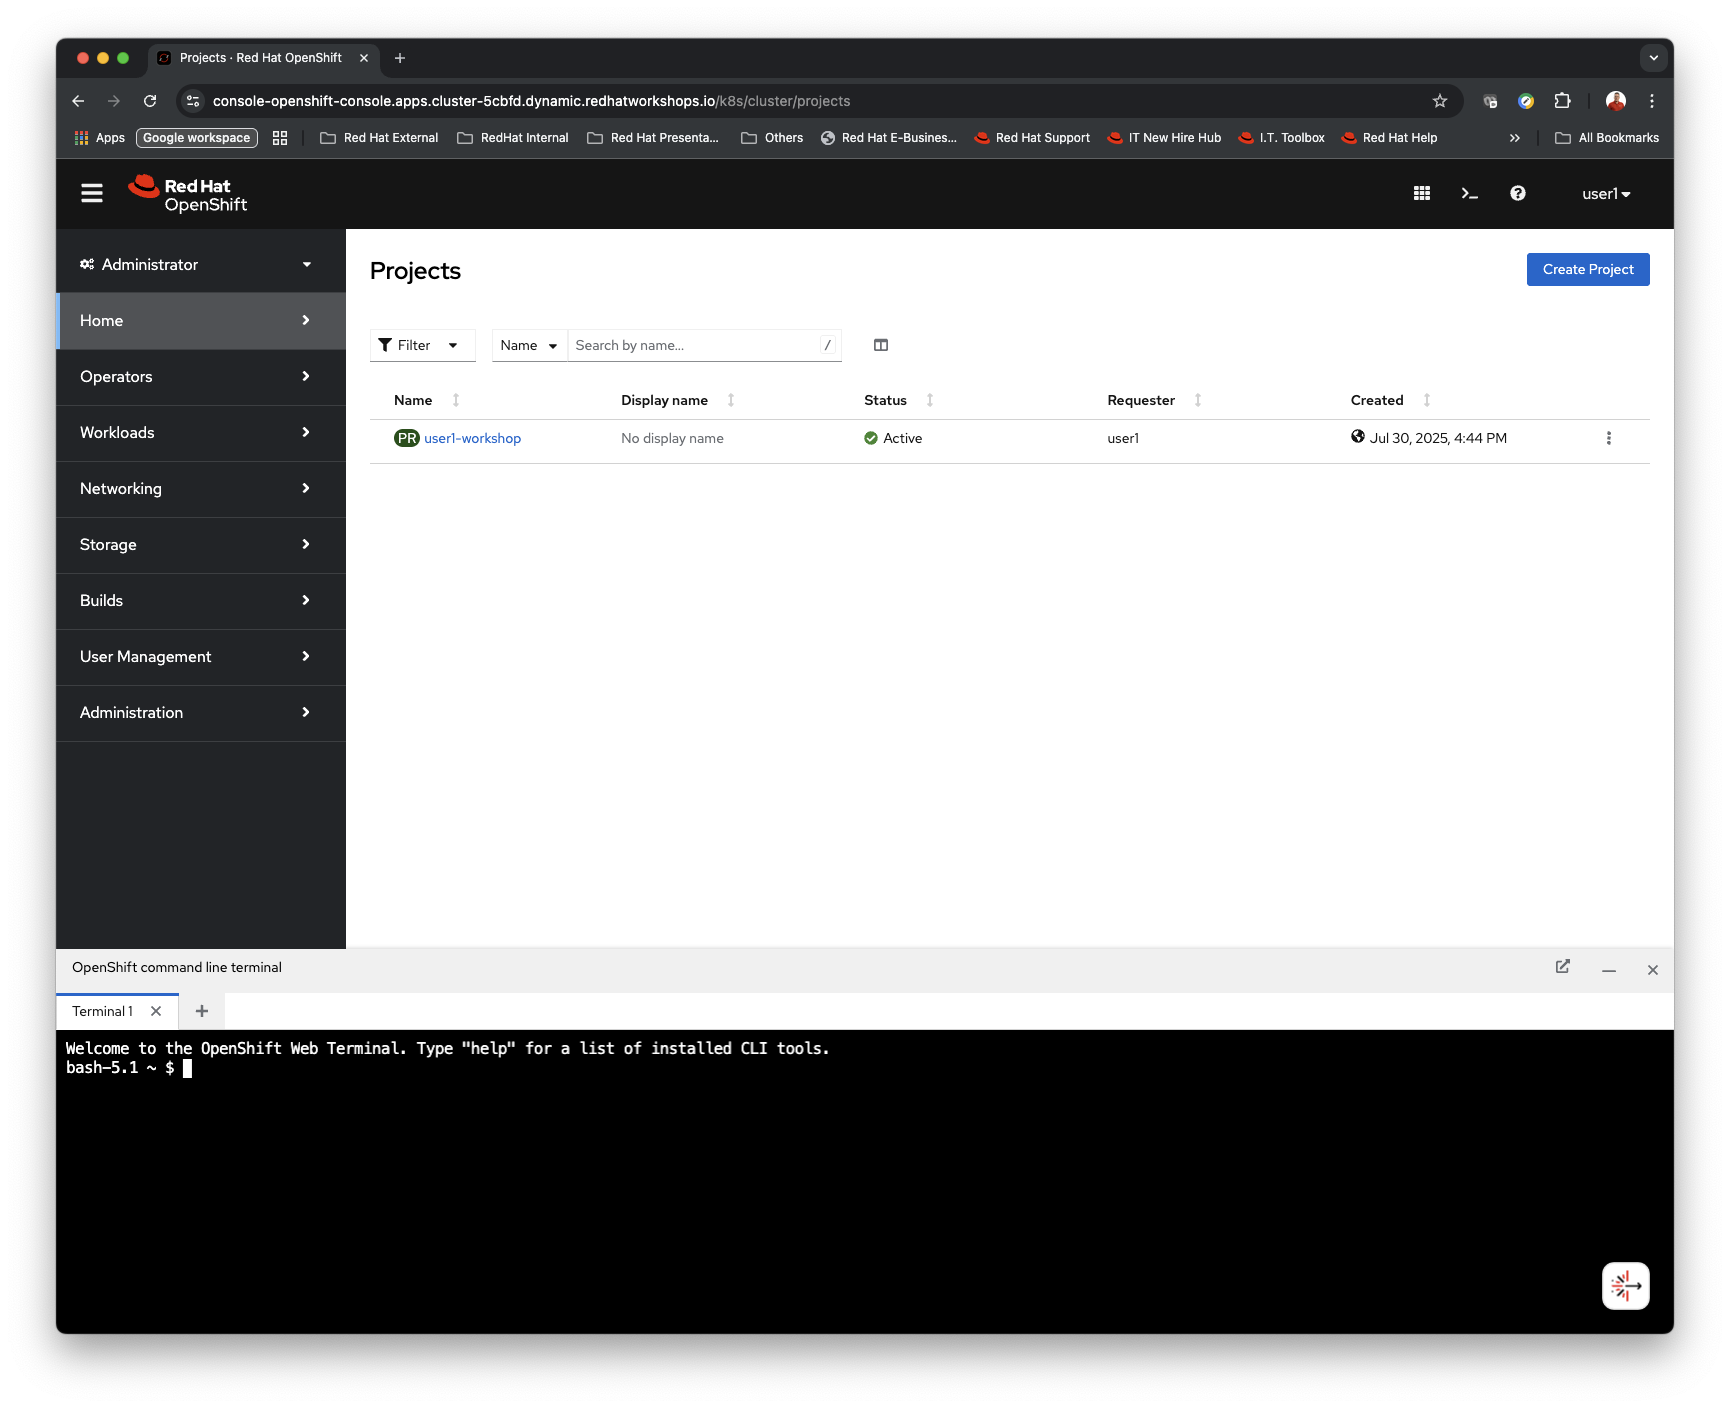 Projects · Red Hat OpenShift
console-openshift-console.apps.cluster-5cbfd.dynamic.redhatworkshops.io/k8s/cluster/projects
Apps Google workspace Red Hat External RedHat Internal Red Hat Presenta... Others Red Hat E-Busines... Red Hat Support IT New Hire Hub I.T. Toolbox Red Hat Help All Bookmarks
Red Hat
OpenShift
user1
Administrator
Home
Operators
Workloads
Networking
Storage
Builds
User Management
Administration
Projects
Create Project
Filter Name Search by name... /
Name Display name Status Requester Created
PR user1-workshop No display name Active user1 Jul 30, 2025, 4:44 PM
OpenShift command line terminal
Terminal 1
Welcome to the OpenShift Web Terminal. Type "help" for a list of installed CLI tools.
bash-5.1 ~ $